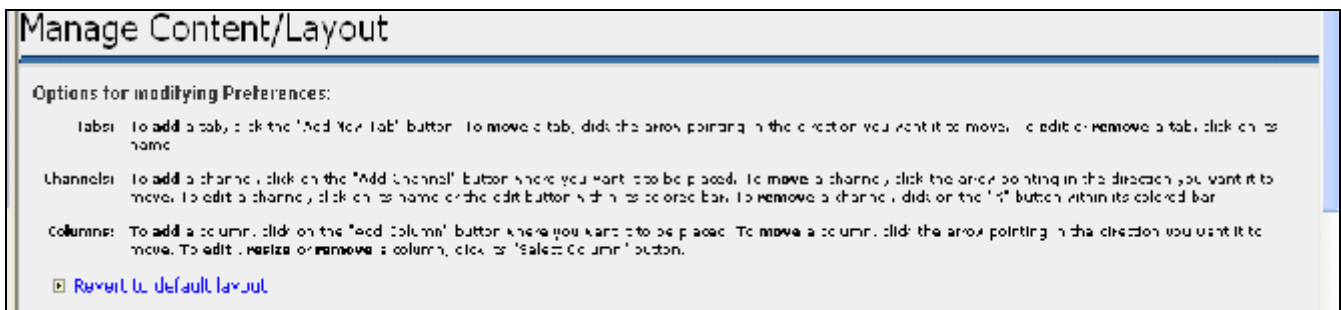 Manage Content/Layout
Options for modifying Preferences:
Tabs: To add a tab, click the "Add New Tab" button. To move a tab, click the arrow pointing in the direction you want it to move. To edit or remove a tab, click on its
name
Channels: To add a channel, click on the "Add Channel" button where you want it to be placed. To move a channel, click the arrow pointing in the direction you want it to
move. To edit a channel, click on its name or the edit button within its colored bar. To remove a channel, click on the "X" button within its colored bar
Columns: To add a column, click on the "Add Column" button where you want it to be placed. To move a column, click the arrow pointing in the direction you want it to
move. To edit, resize or remove a column, click its "Select Column" button.
Revert to default layout